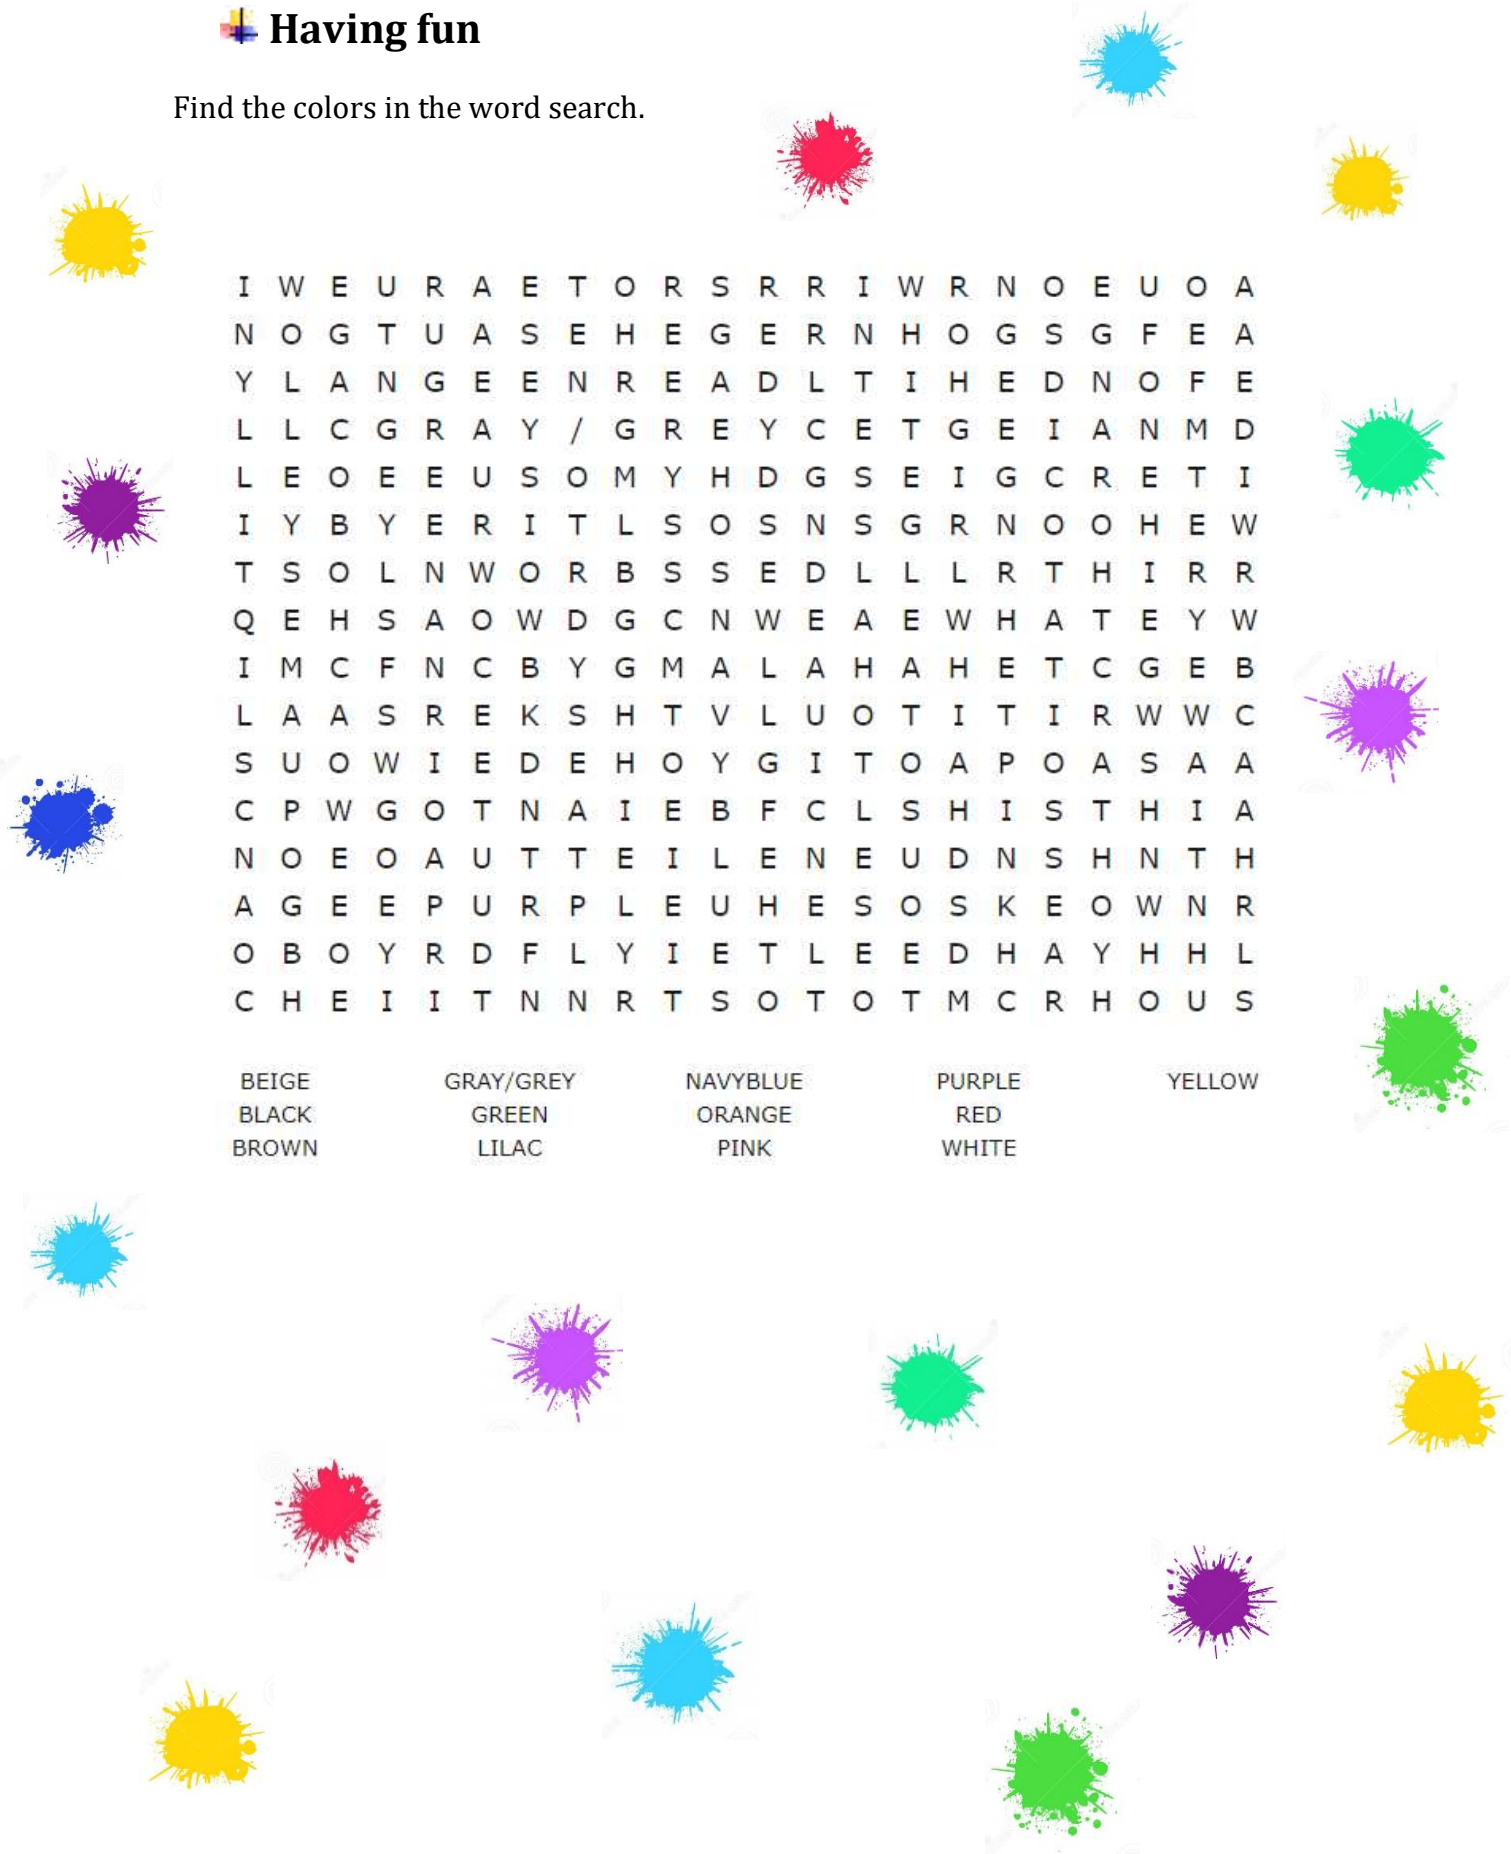 Having fun
Find the colors in the word search.
I W E U R A E T O R S R R I W R N O E U O A
N O G T U A S E H E G E R N H O G S G F E A
Y L A N G E E N R E A D L T I H E D N O F E
L L C G R A Y / G R E Y C E T G E I A N M D
L E O E E U S O M Y H D G S E I G C R E T I
I Y B Y E R I T L S O S N S G R N O O H E W
T S O L N W O R B S S E D L L L R T H I R R
Q E H S A O W D G C N W E A E W H A T E Y W
I M C F N C B Y G M A L A H A H E T C G E B
L A A S R E K S H T V L U O T I T I R W W C
S U O W I E D E H O Y G I T O A P O A S A A
C P W G O T N A I E B F C L S H I S T H I A
N O E O A U T T E I L E N E U D N S H N T H
A G E E P U R P L E U H E S O S K E O W N R
O B O Y R D F L Y I E T L E E D H A Y H H L
C H E I I T N N R T S O T O T M C R H O U S
BEIGE GRAY/GREY NAVYBLUE PURPLE YELLOW
BLACK GREEN ORANGE RED
BROWN LILAC PINK WHITE